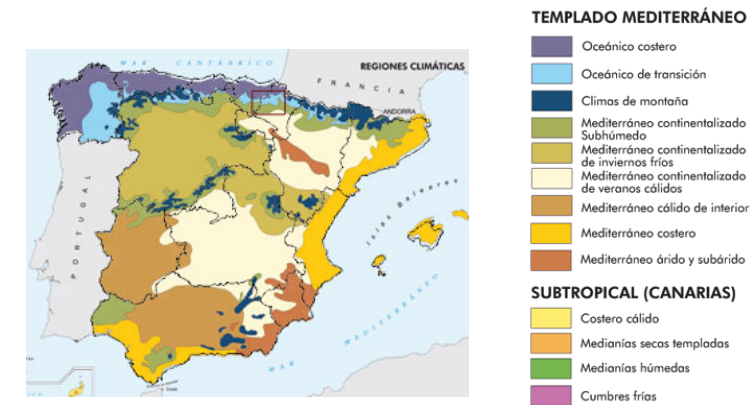 TEMPLADO MEDITERRÁNEO
Oceánico costero
Oceánico de transición
Climas de montaña
Mediterráneo continentalizado
Subhúmedo
Mediterráneo continentalizado
de inviernos fríos
Mediterráneo continentalizado
de veranos cálidos
Mediterráneo cálido de interior
Mediterráneo costero
Mediterráneo árido y subárido
SUBTROPICAL (CANARIAS)
Costero cálido
Medianías secas templadas
Medianías húmedas
Cumbres frías
REGIONES CLIMÁTICAS
MAR CANTÁBRICO
FRANCIA
ANDORRA
PORTUGAL
Islas Baleares
MAR MEDITERRÁNEO